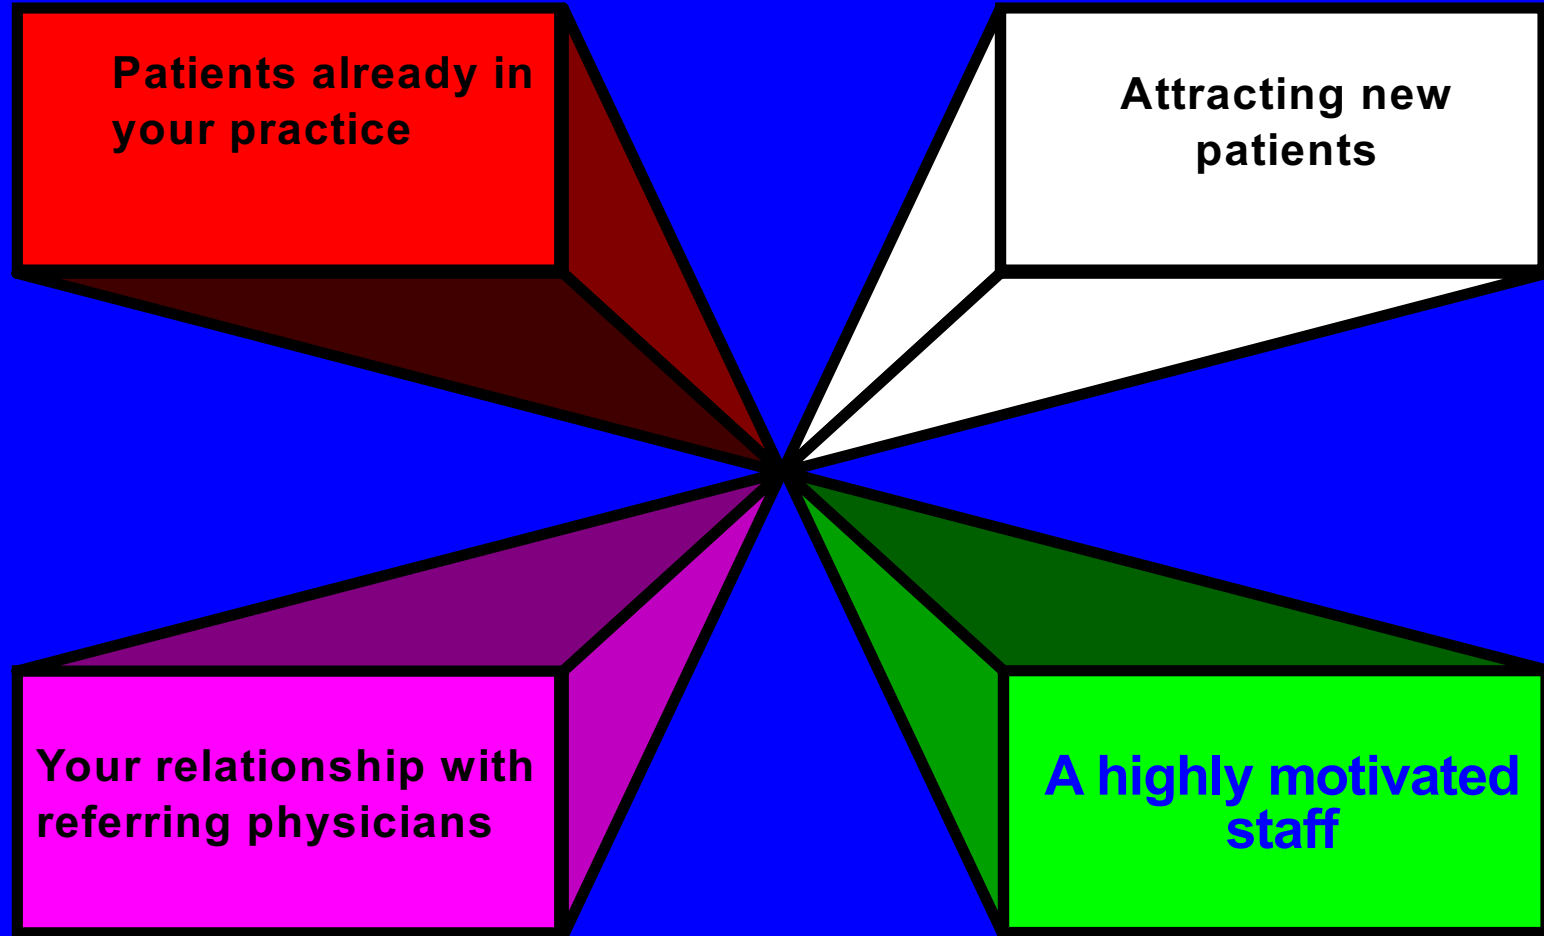 Patients already in
your practice
Attracting new
patients
Your relationship with
referring physicians
A highly motivated
staff